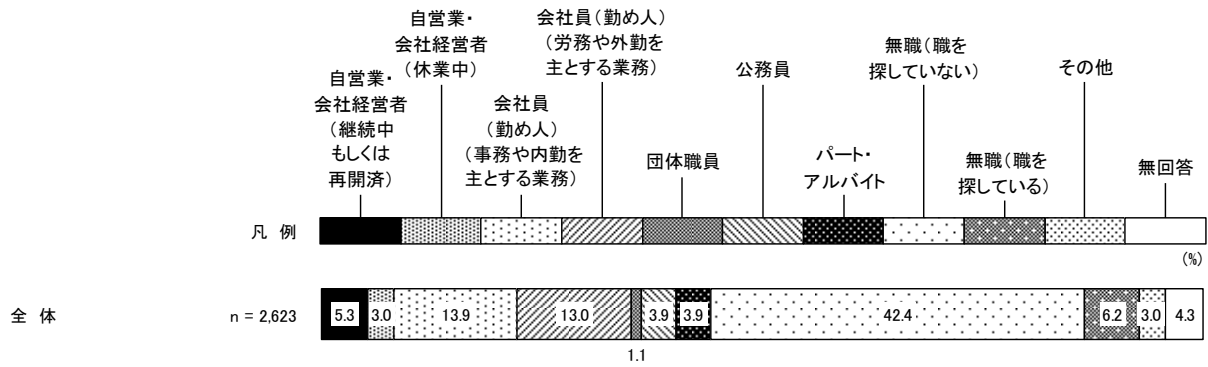 自営業・
会社経営者
（継続中
もしくは
再開済）
自営業・
会社経営者
（休業中）
会社員
（勤め人）
（事務や内勤を
主とする業務）
会社員（勤め人）
（労務や外勤を
主とする業務）
団体職員
公務員
パート・
アルバイト
無職（職を
探していない）
無職（職を
探している）
その他
無回答
凡 例
(%)
全 体
n = 2,623
5.3
3.0
13.9
13.0
1.1
3.9
3.9
42.4
6.2
3.0
4.3